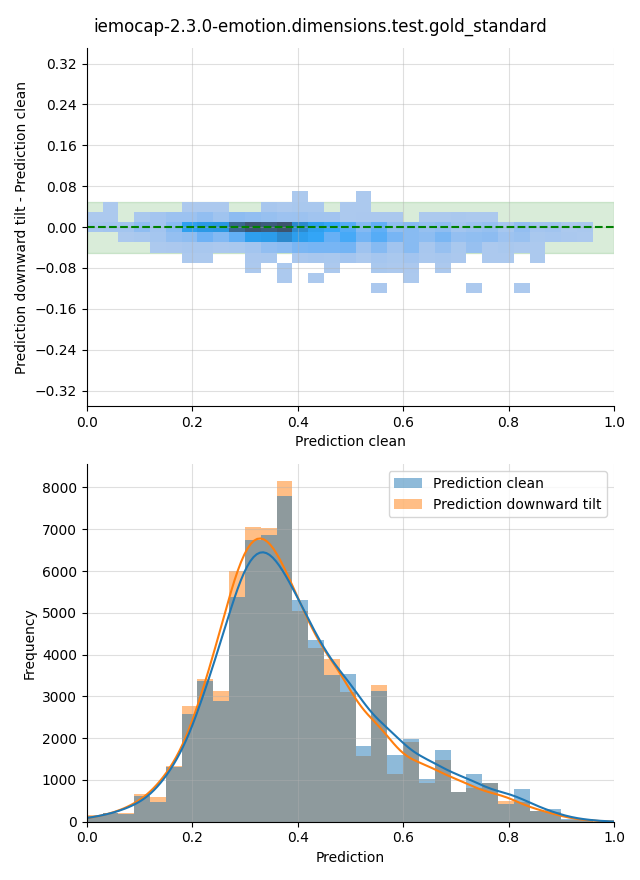 iemocap-2.3.0-emotion.dimensions.test.gold_standard
Prediction downward tilt - Prediction clean
0.32
0.24
0.16
0.08
0.00
−0.08
−0.16
−0.24
−0.32
0.0 0.2 0.4 0.6 0.8 1.0
Prediction clean
Frequency
8000
7000
6000
5000
4000
3000
2000
1000
0
Prediction clean
Prediction downward tilt
0.0 0.2 0.4 0.6 0.8 1.0
Prediction